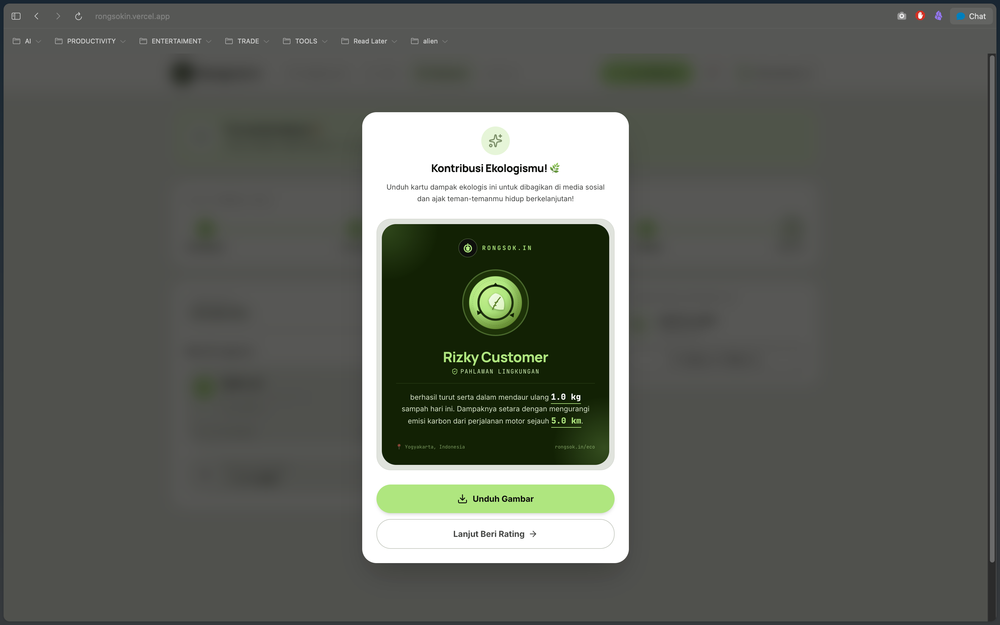 rongsokin.vercel.app
Chat
AI
PRODUCTIVITY
ENTERTAIMENT
TRADE
TOOLS
Read Later
alien
Kontribusi Ekologismu! 🌿
Unduh kartu dampak ekologis ini untuk dibagikan di media sosial
dan ajak teman-temanmu hidup berkelanjutan!
RONGSOK.IN
Rizky Customer
PAHLAWAN LINGKUNGAN
berhasil turut serta dalam mendaur ulang 1.0 kg
sampah hari ini. Dampaknya setara dengan mengurangi
emisi karbon dari perjalanan motor sejauh 5.0 km.
📍 Yogyakarta, Indonesia
rongsok.in/eco
Unduh Gambar
Lanjut Beri Rating →